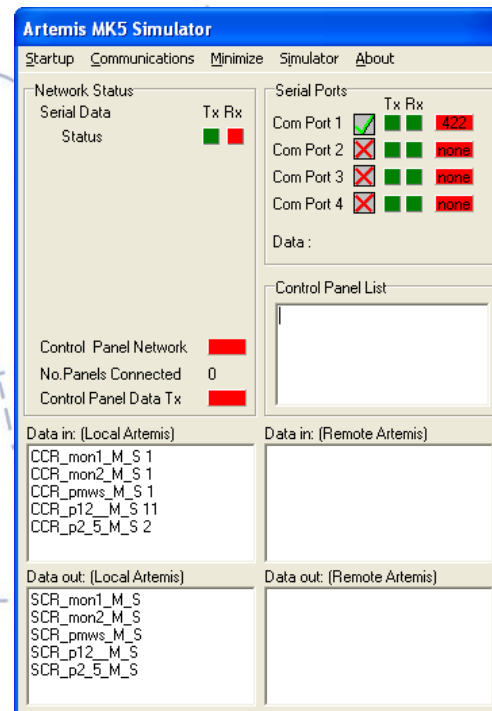 Artemis MK5 Simulator
Startup Communications Minimize Simulator About
Network Status
Serial Data Tx Rx
Status
Control Panel Network
No.Panels Connected 0
Control Panel Data Tx
Serial Ports
Tx Rx
Com Port 1 422
Com Port 2 none
Com Port 3 none
Com Port 4 none
Data :
Control Panel List
Data in: (Local Artemis)
CCR_mon1_M_S 1
CCR_mon2_M_S 1
CCR_pmws_M_S 1
CCR_p12__M_S 11
CCR_p2_5_M_S 2
Data in: (Remote Artemis)
Data out: (Local Artemis)
SCR_mon1_M_S
SCR_mon2_M_S
SCR_pmws_M_S
SCR_p12__M_S
SCR_p2_5_M_S
Data out: (Remote Artemis)